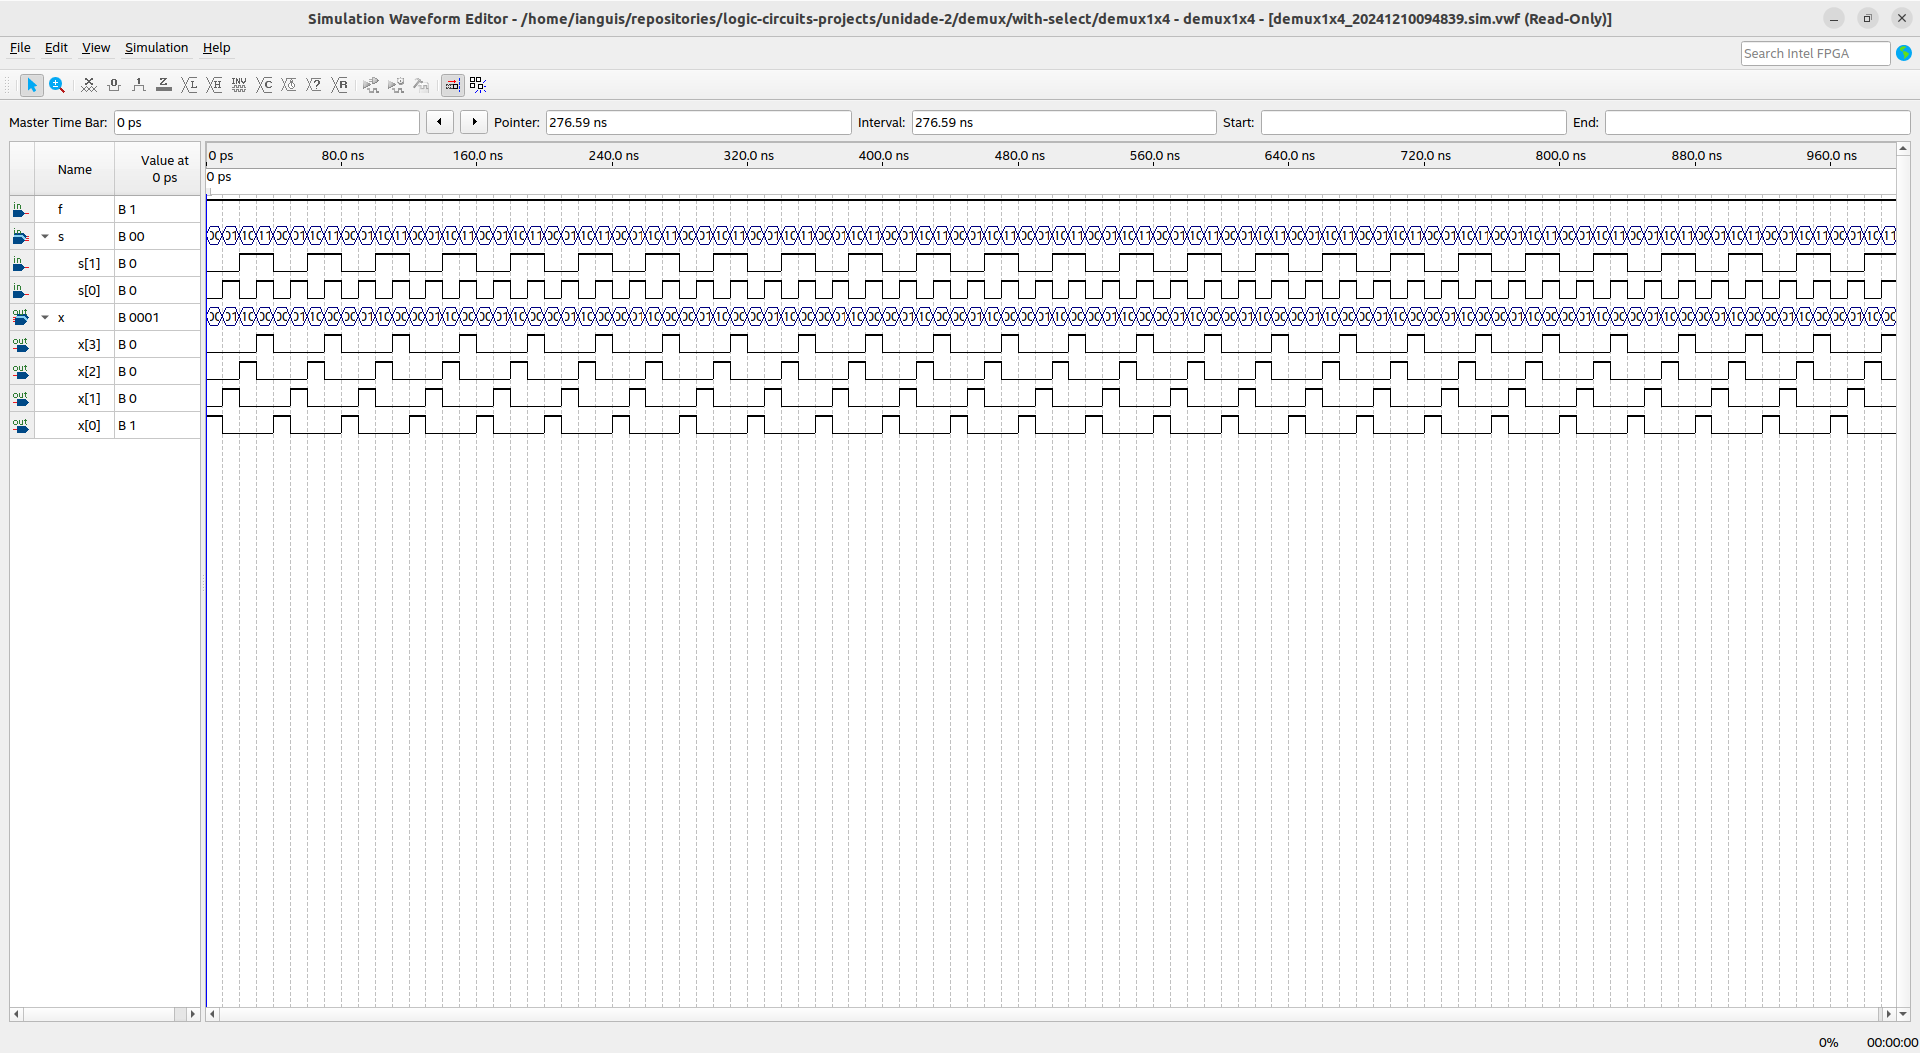 Simulation Waveform Editor - /home/ianguis/repositories/logic-circuits-projects/unidade-2/demux/with-select/demux1x4 - demux1x4 - [demux1x4_20241210094839.sim.vwf (Read-Only)]
File Edit View Simulation Help
Search Intel FPGA
Master Time Bar: 0 ps Pointer: 276.59 ns Interval: 276.59 ns Start: End:
Name Value at 0 ps
0 ps 80.0 ns 160.0 ns 240.0 ns 320.0 ns 400.0 ns 480.0 ns 560.0 ns 640.0 ns 720.0 ns 800.0 ns 880.0 ns 960.0 ns
0 ps
in f B 1
in s B 00
in s[1] B 0
in s[0] B 0
out x B 0001
out x[3] B 0
out x[2] B 0
out x[1] B 0
out x[0] B 1
0% 00:00:00